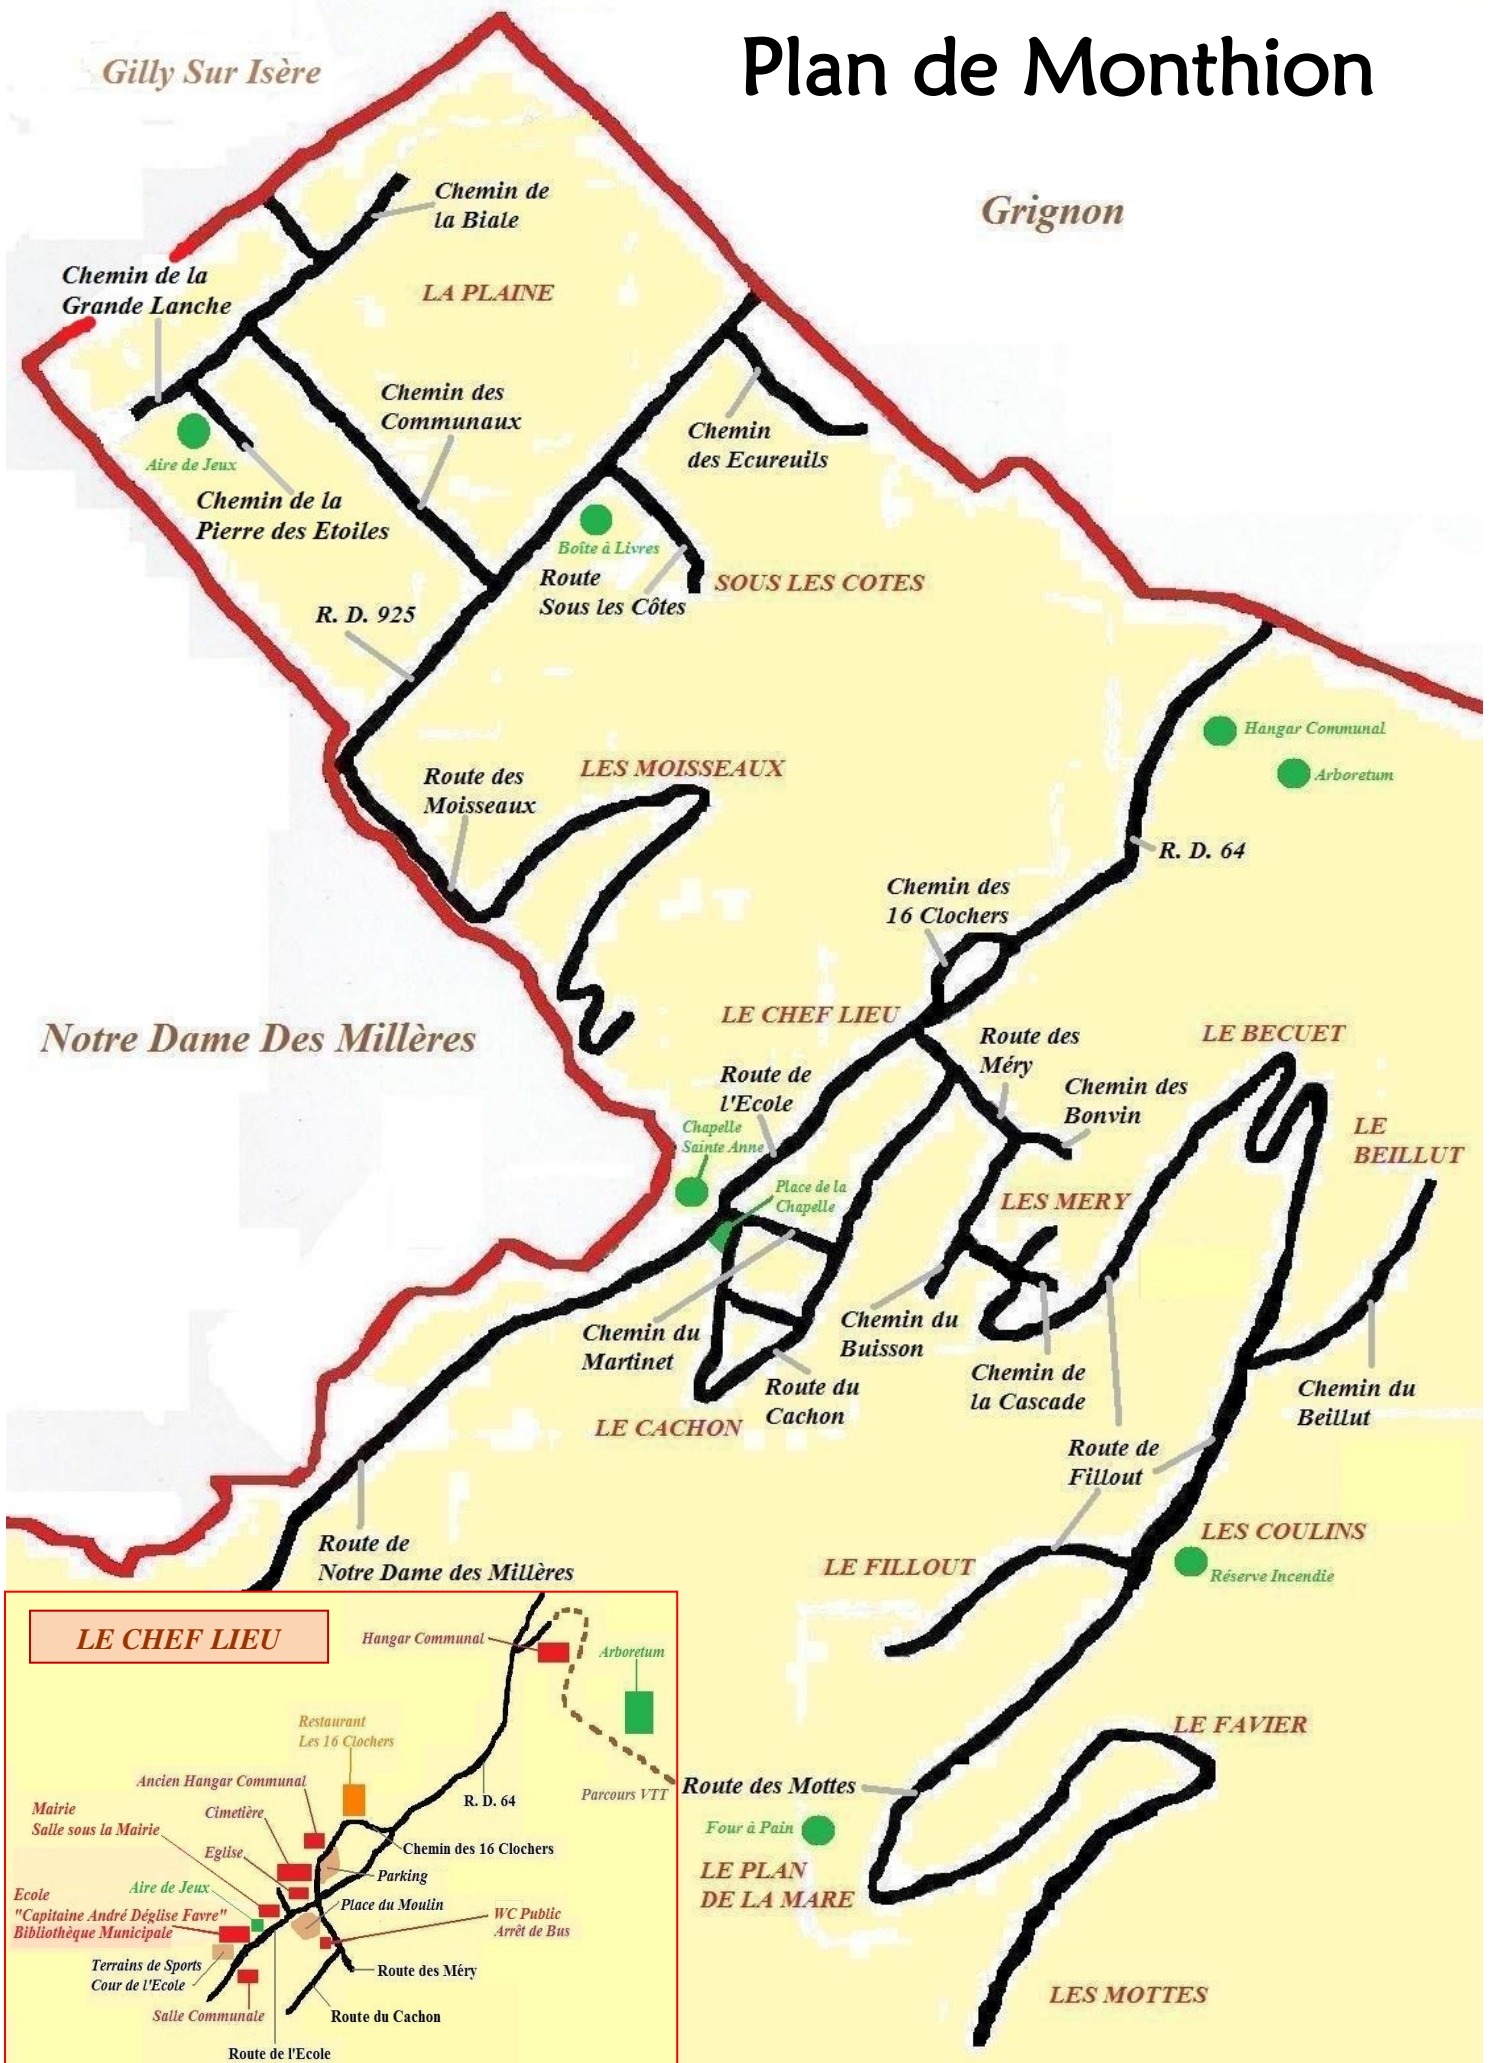 Plan de Monthion
Gilly Sur Isère
Grignon
Chemin de
la Biale
Chemin de la
Grande Lanche
LA PLAINE
Chemin des
Communaux
Chemin
des Ecureuils
Aire de Jeux
Chemin de la
Pierre des Etoiles
Boîte à Livres
Route
Sous les Côtes
SOUS LES COTES
R. D. 925
Hangar Communal
Arboretum
Route des
Moisseaux
LES MOISSEAUX
R. D. 64
Chemin des
16 Clochers
Notre Dame Des Millères
LE CHEF LIEU
Route des
Méry
LE BECUET
Route de
l'Ecole
Chemin des
Bonvin
Chapelle
Sainte Anne
LE
BEILLUT
Place de la
Chapelle
LES MERY
Chemin du
Martinet
Chemin du
Buisson
Route du
Cachon
Chemin de
la Cascade
Chemin du
Beillut
LE CACHON
Route de
Fillout
Route de
Notre Dame des Millères
LES COULINS
LE FILLOUT
Réserve Incendie
LE FAVIER
Route des Mottes
Four à Pain
LE PLAN
DE LA MARE
LES MOTTES
LE CHEF LIEU
Hangar Communal
Arboretum
Restaurant
Les 16 Clochers
Ancien Hangar Communal
Parcours VTT
R. D. 64
Mairie
Salle sous la Mairie
Cimetière
Chemin des 16 Clochers
Eglise
Parking
Aire de Jeux
Ecole
"Capitaine André Déglise Favre"
Bibliothèque Municipale
Place du Moulin
WC Public
Arrêt de Bus
Terrains de Sports
Cour de l'Ecole
Route des Méry
Salle Communale
Route du Cachon
Route de l'Ecole